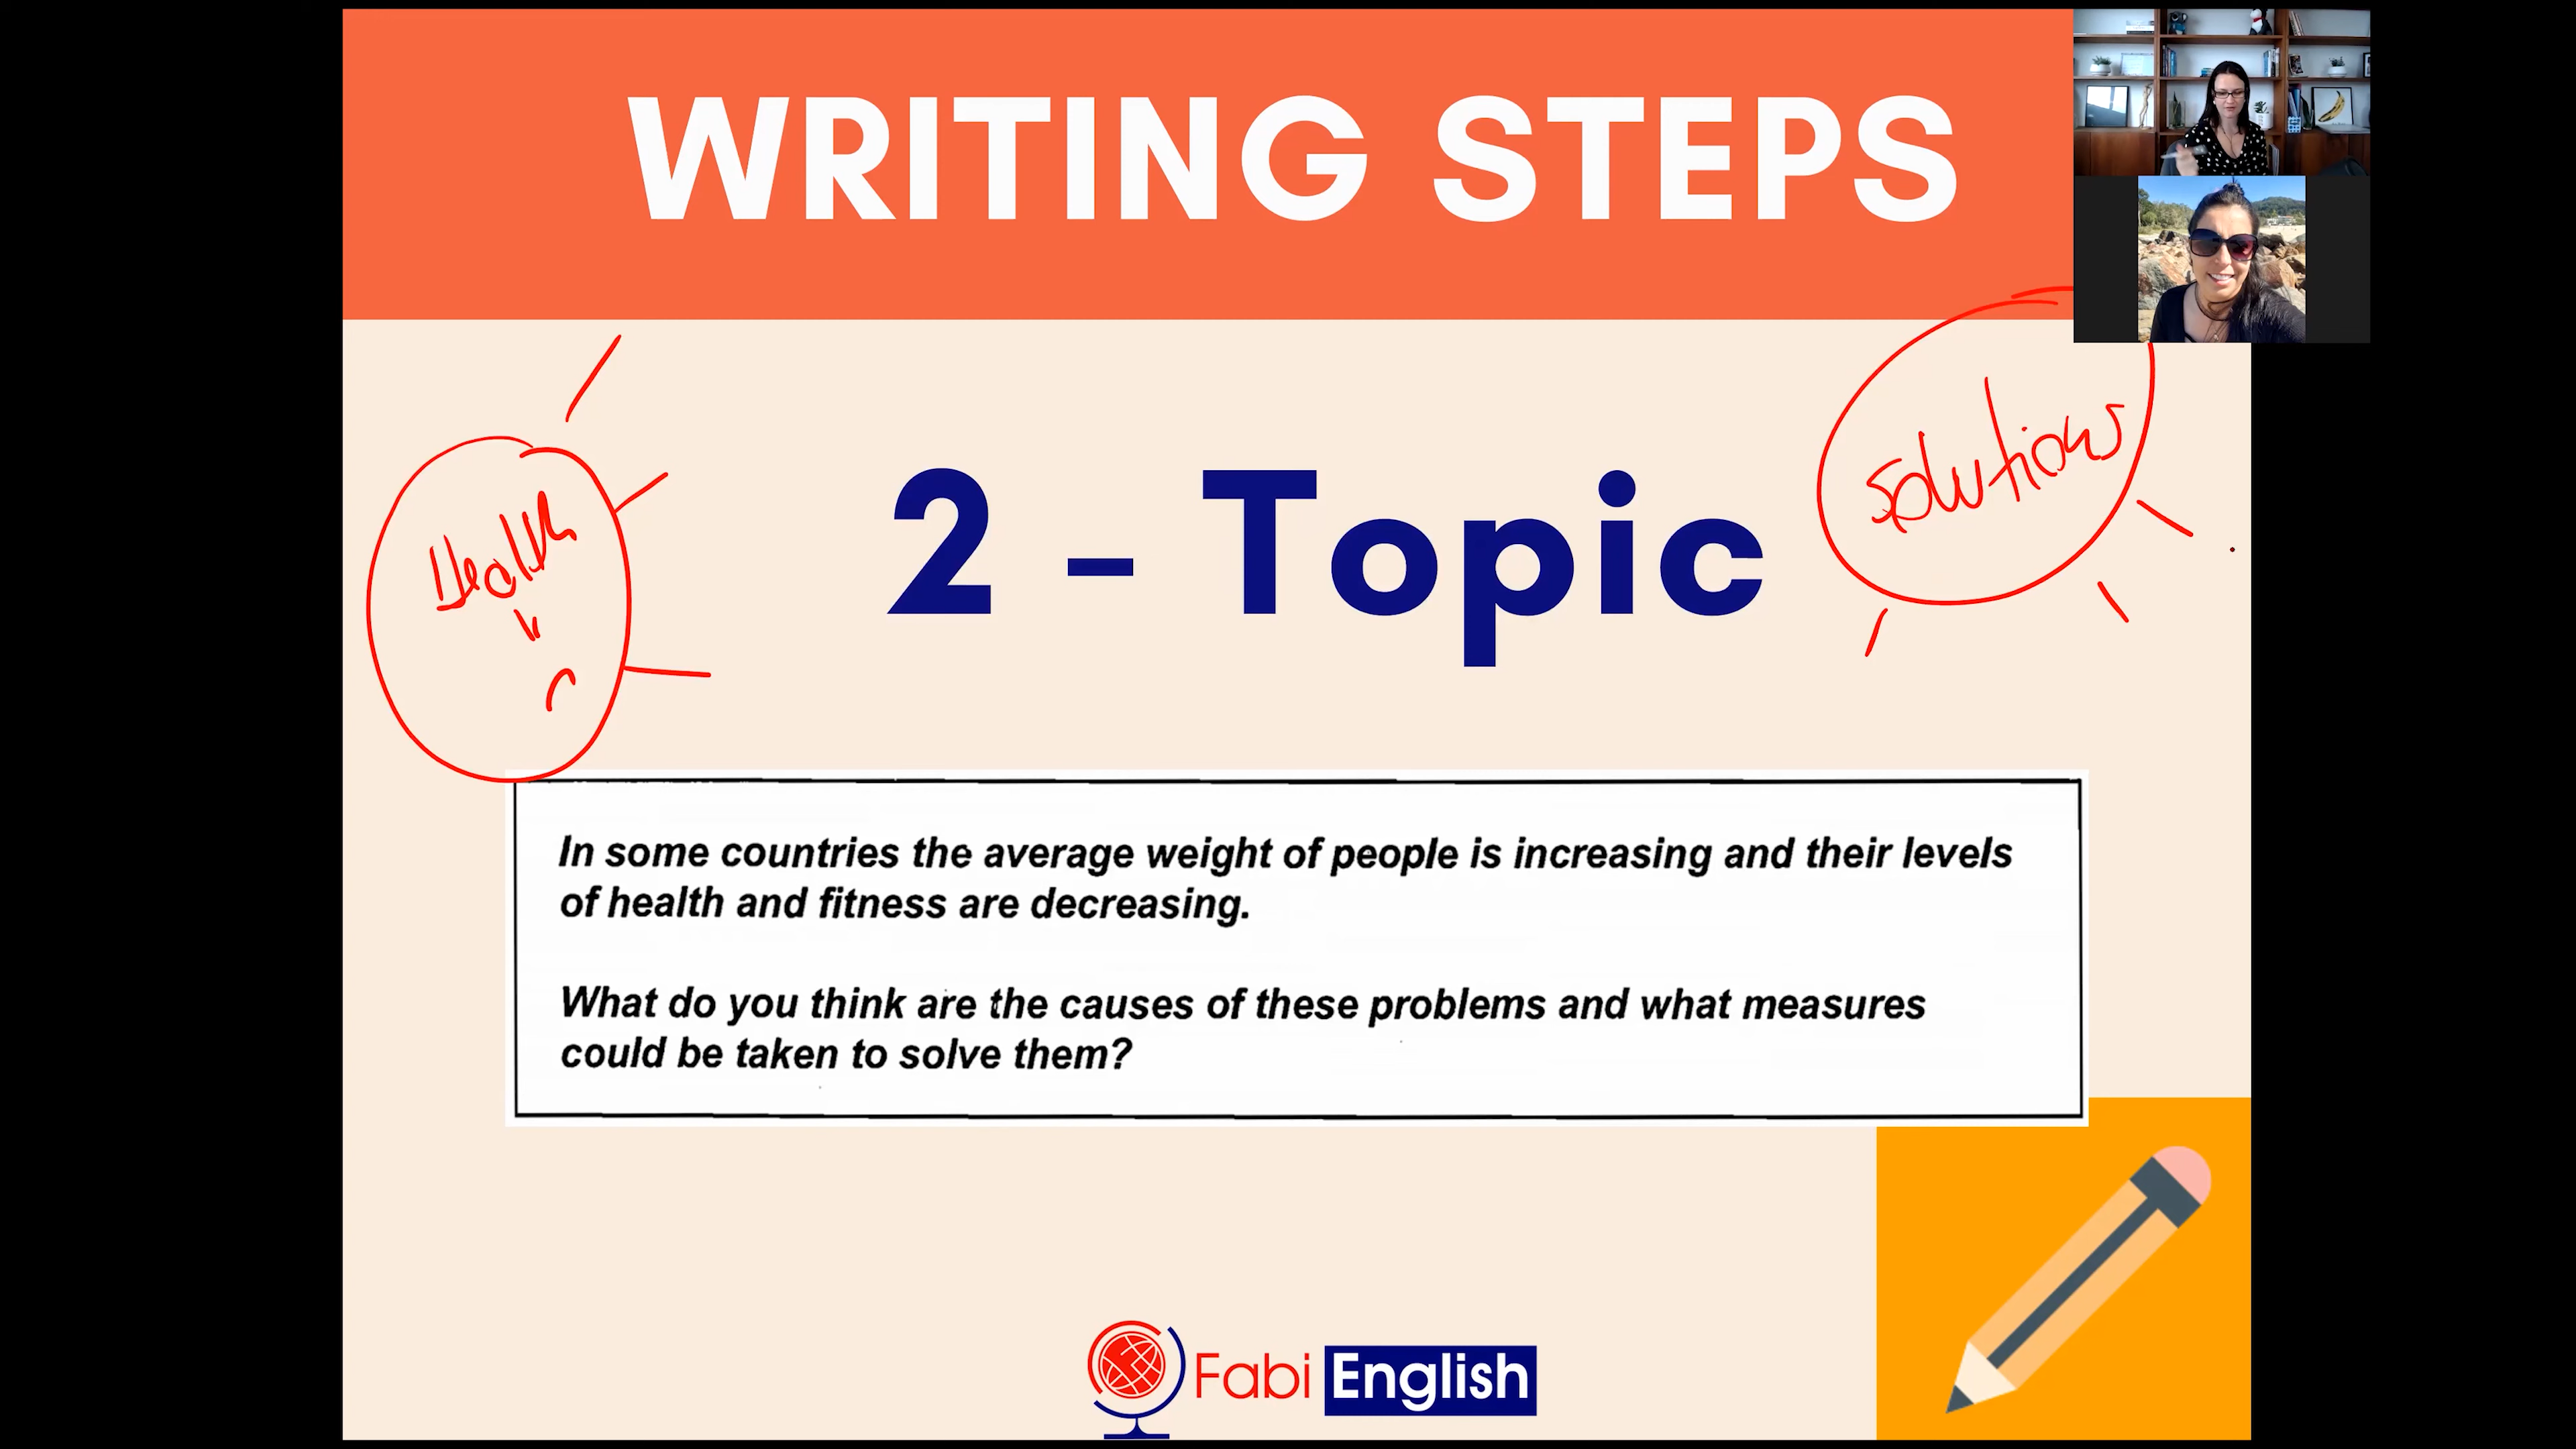 WRITING STEPS
Health
2 - Topic
Solutions
In some countries the average weight of people is increasing and their levels
of health and fitness are decreasing.
What do you think are the causes of these problems and what measures
could be taken to solve them?
Fabi English